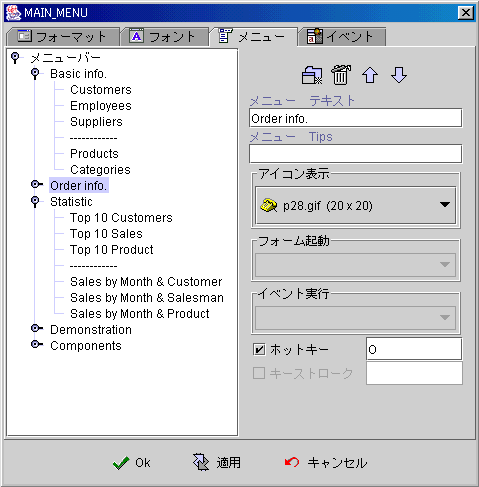 MAIN_MENU
フォーマット フォント メニュー イベント
メニューバー
Basic info.
Customers
Employees
Suppliers
------------
Products
Categories
Order info.
Statistic
Top 10 Customers
Top 10 Sales
Top 10 Product
------------
Sales by Month & Customer
Sales by Month & Salesman
Sales by Month & Product
Demonstration
Components
メニュー テキスト
Order info.
メニュー Tips
アイコン表示
p28.gif (20 x 20)
フォーム起動
イベント実行
ホットキー O
キーストローク
Ok 適用 キャンセル